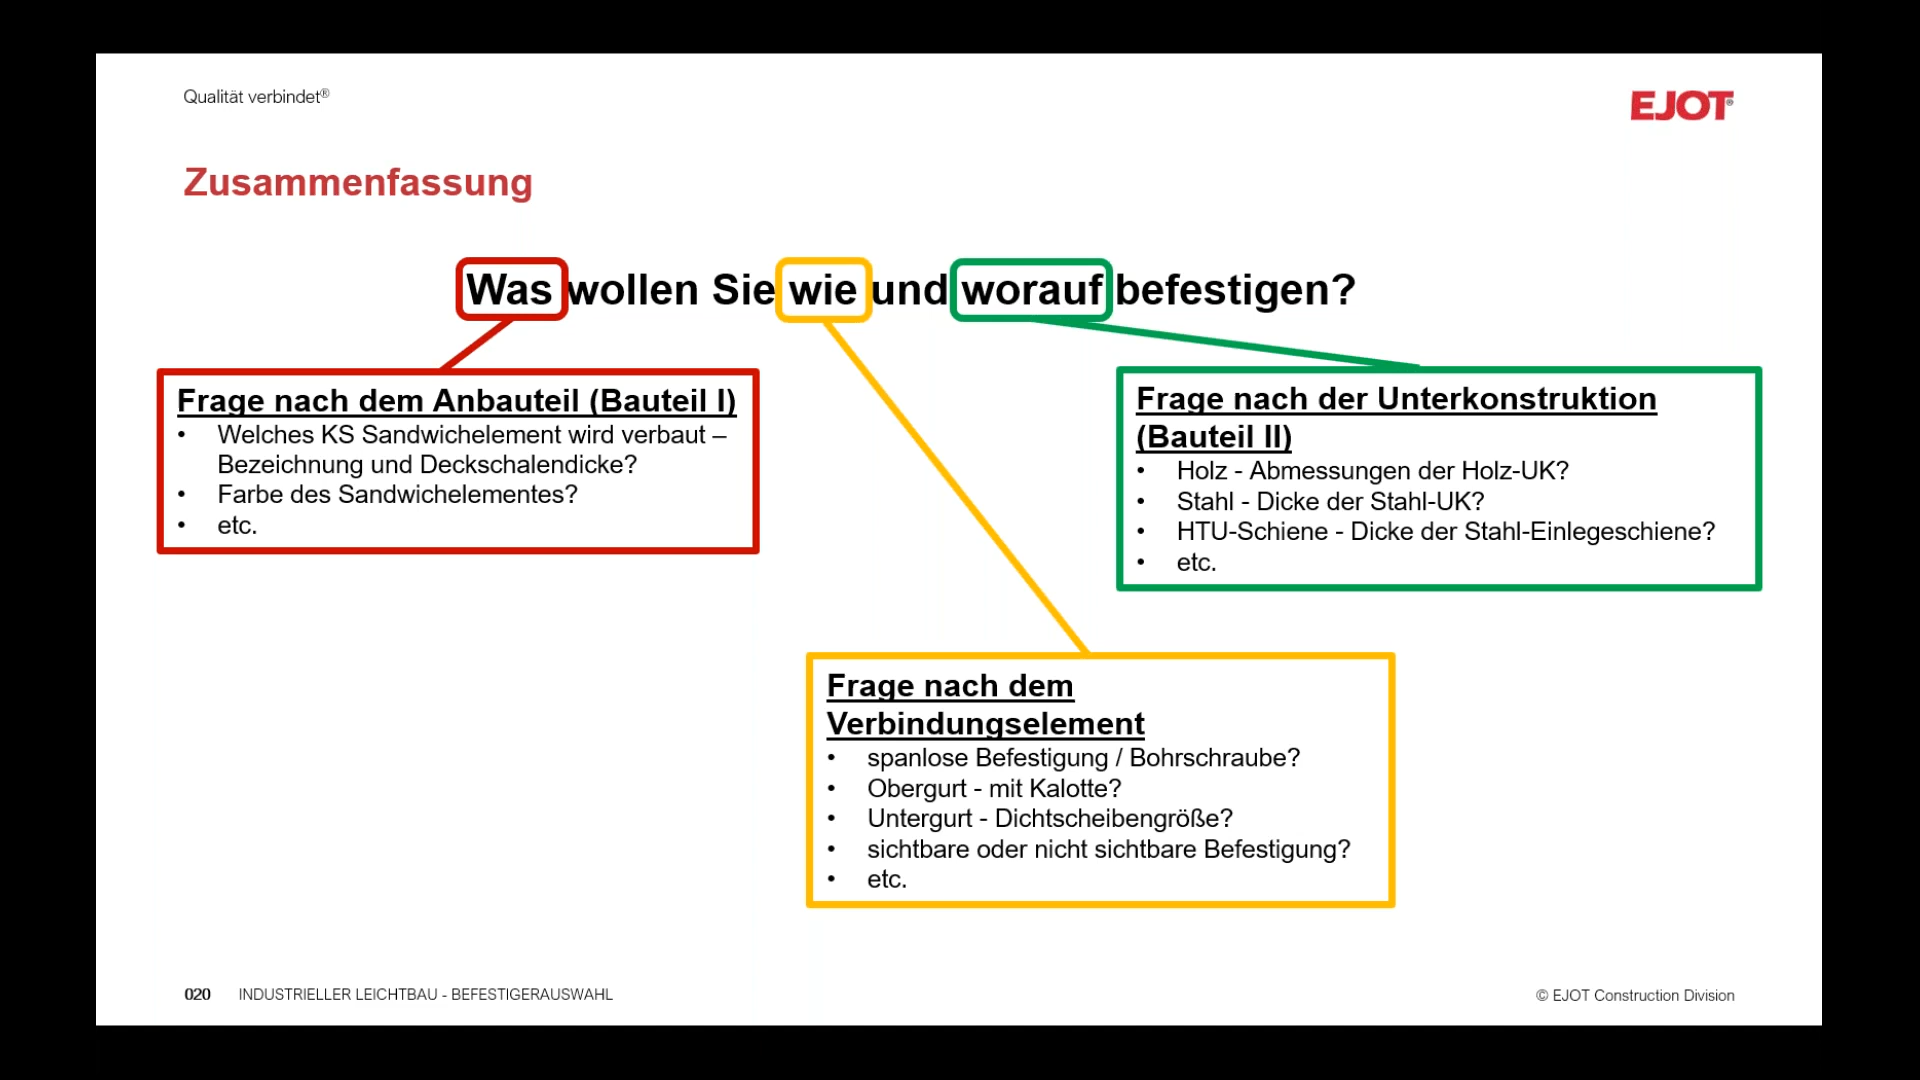 Qualität verbindet®
EJOT®
Zusammenfassung
Was wollen Sie wie und worauf befestigen?
Frage nach dem Anbauteil (Bauteil I)
• Welches KS Sandwichelement wird verbaut –
Bezeichnung und Deckschalendicke?
• Farbe des Sandwichelementes?
• etc.
Frage nach der Unterkonstruktion
(Bauteil II)
• Holz - Abmessungen der Holz-UK?
• Stahl - Dicke der Stahl-UK?
• HTU-Schiene - Dicke der Stahl-Einlegeschiene?
• etc.
Frage nach dem
Verbindungselement
• spanlose Befestigung / Bohrschraube?
• Obergurt - mit Kalotte?
• Untergurt - Dichtscheibengröße?
• sichtbare oder nicht sichtbare Befestigung?
• etc.
020 INDUSTRIELLER LEICHTBAU - BEFESTIGERAUSWAHL
© EJOT Construction Division